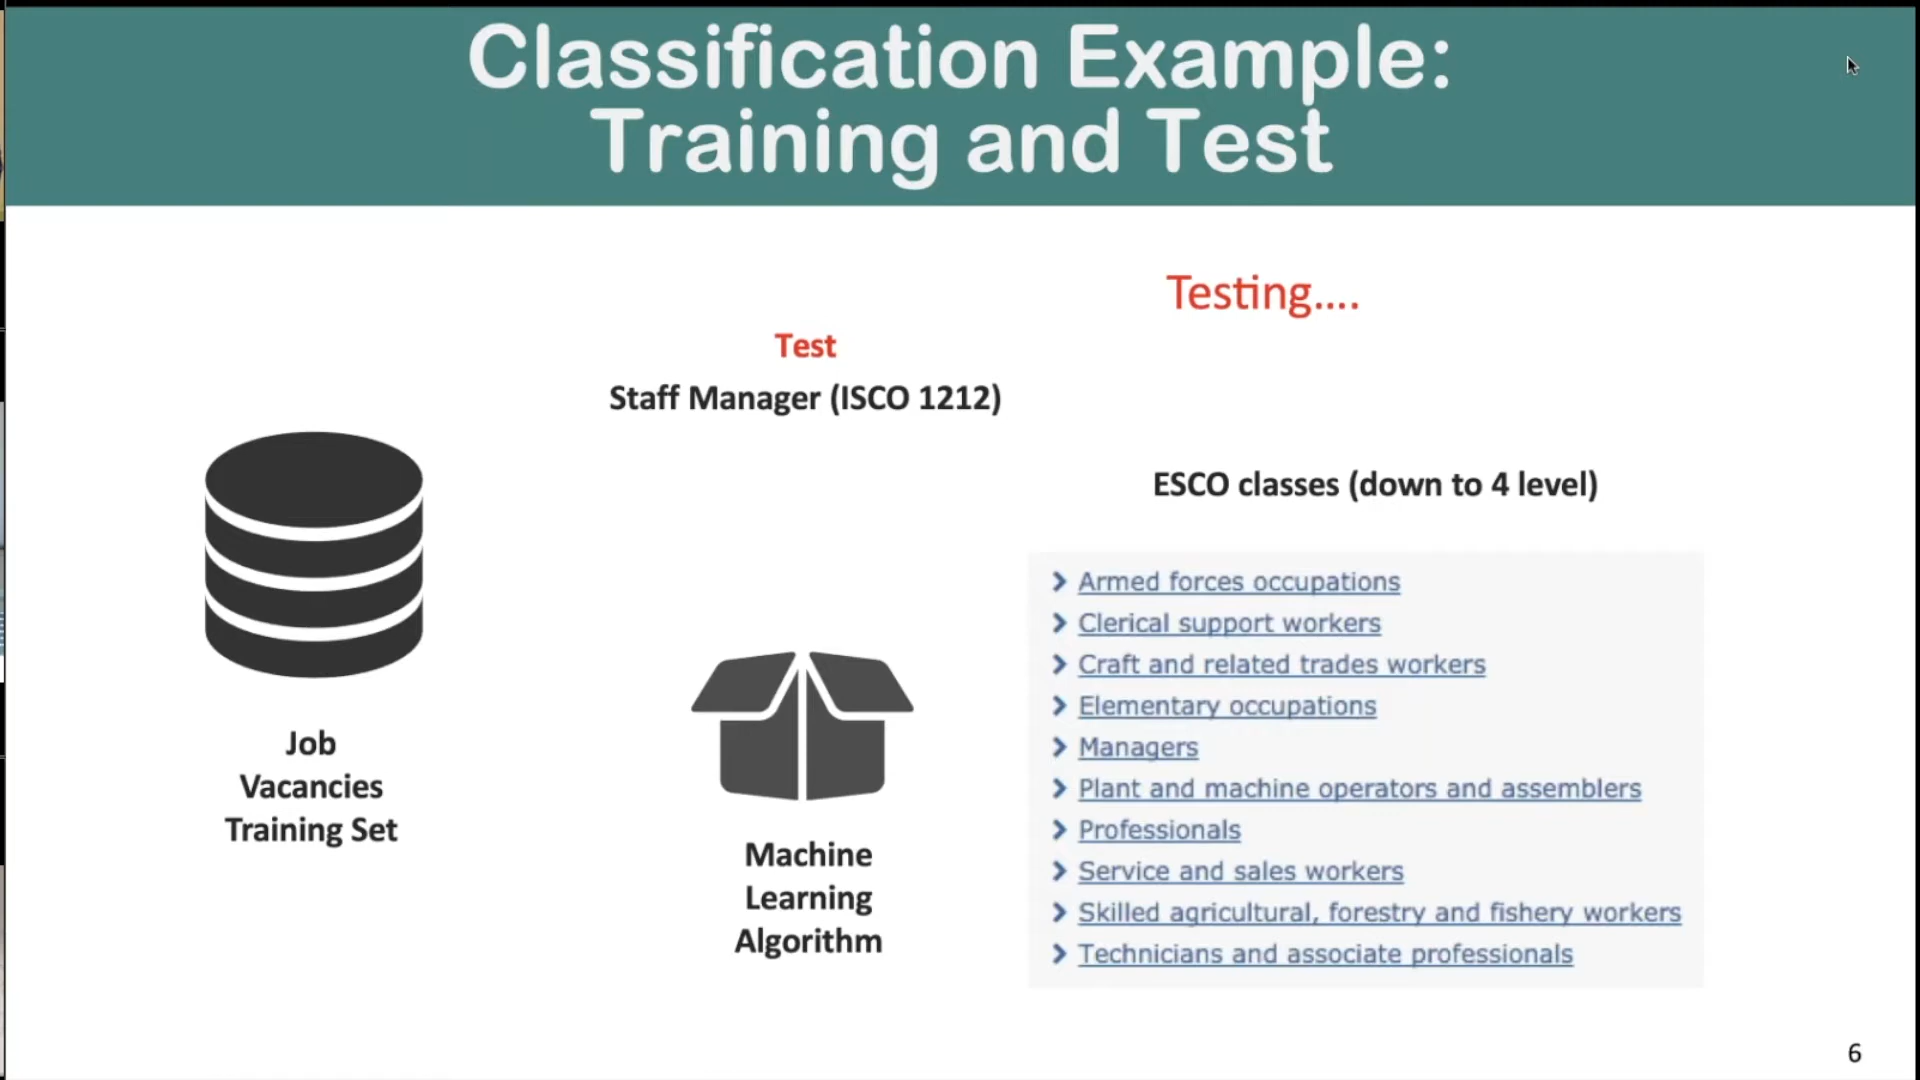 Classification Example:
Training and Test
Testing....
Test
Staff Manager (ISCO 1212)
ESCO classes (down to 4 level)
Job
Vacancies
Training Set
Machine
Learning
Algorithm
Armed forces occupations
Clerical support workers
Craft and related trades workers
Elementary occupations
Managers
Plant and machine operators and assemblers
Professionals
Service and sales workers
Skilled agricultural, forestry and fishery workers
Technicians and associate professionals
6